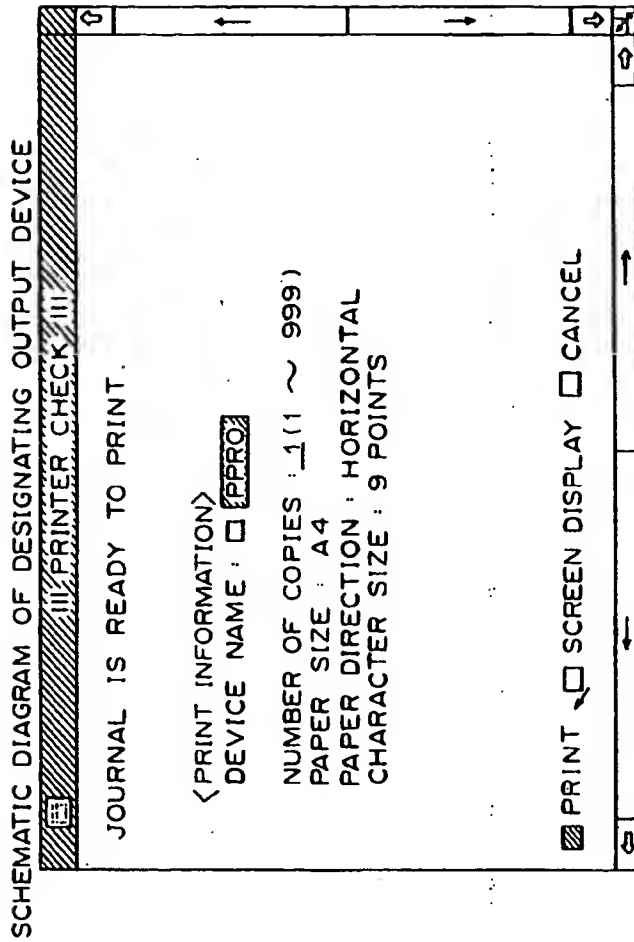 SCHEMATIC DIAGRAM OF DESIGNATING OUTPUT DEVICE
PRINTER CHECK
JOURNAL IS READY TO PRINT.
<PRINT INFORMATION>
DEVICE NAME : PPRO
NUMBER OF COPIES : 1 (1 ~ 999)
PAPER SIZE : A4
PAPER DIRECTION : HORIZONTAL
CHARACTER SIZE : 9 POINTS
PRINT SCREEN DISPLAY CANCEL